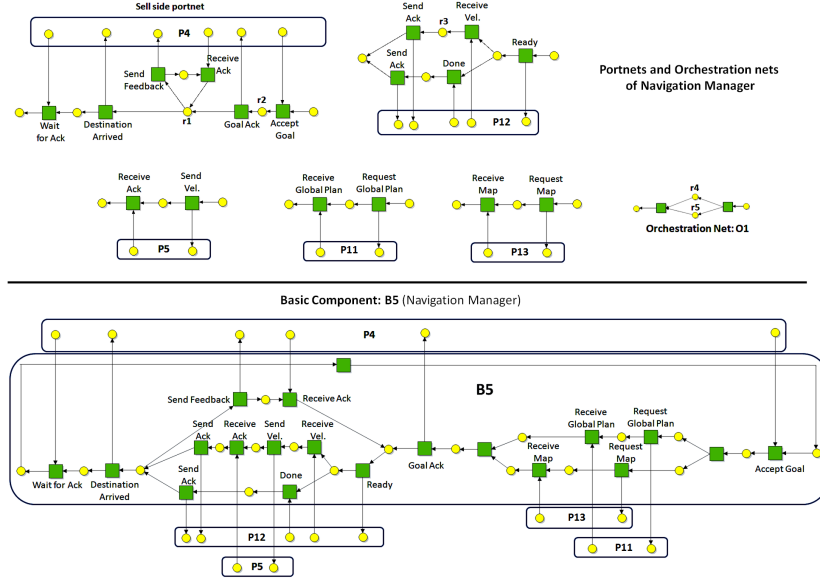 Sell side portnet
P4
Send
Feedback
Receive
Ack
r1
r2
Wait
for Ack
Destination
Arrived
Goal Ack
Accept
Goal
Send
Ack
r3
Receive
Vel.
Ready
Send
Ack
Done
P12
Portnets and Orchestration nets
of Navigation Manager
Receive
Ack
Send
Vel.
P5
Receive
Global Plan
Request
Global Plan
P11
Receive
Map
Request
Map
P13
r4
r5
Orchestration Net: O1
Basic Component: B5 (Navigation Manager)
P4
B5
Send Feedback
Receive Ack
Send
Ack
Receive
Ack
Send
Vel.
Receive
Vel.
Receive
Global Plan
Request
Global Plan
Goal Ack
Receive
Map
Request
Map
Accept Goal
Wait for Ack
Destination
Arrived
Send
Ack
Done
Ready
P12
P5
P13
P11